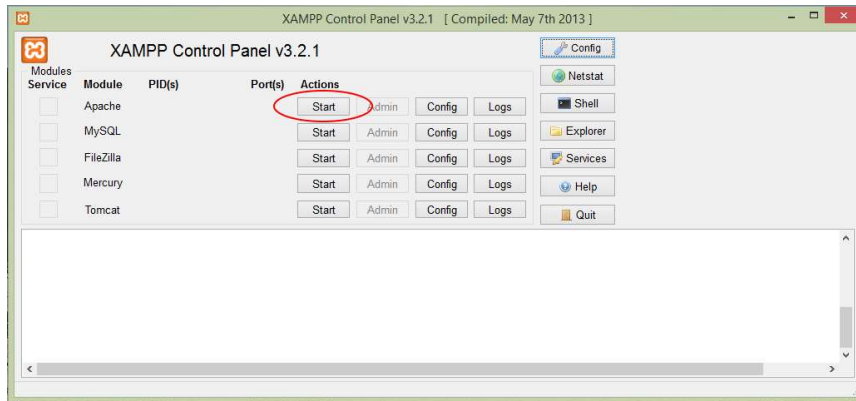 XAMPP Control Panel v3.2.1 [ Compiled: May 7th 2013 ]
XAMPP Control Panel v3.2.1
Config
Modules
Service Module PID(s) Port(s) Actions
Netstat
Apache Start Admin Config Logs
Shell
MySQL Start Admin Config Logs
Explorer
FileZilla Start Admin Config Logs
Services
Mercury Start Admin Config Logs
Help
Tomcat Start Admin Config Logs
Quit